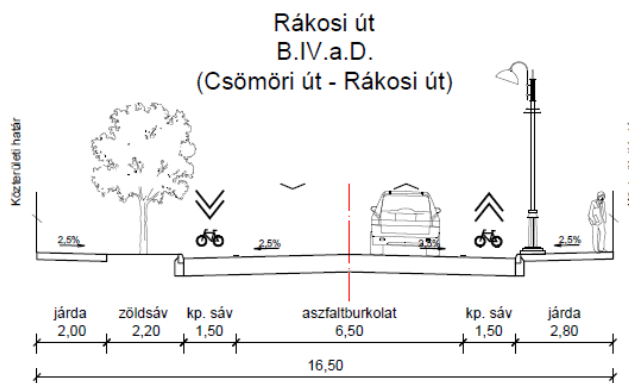 Rákosi út
B.IV.a.D.
(Csömöri út - Rákosi út)
Közterületi határ
2,5%
2,5%
2,5%
2,5%
járda
zöldsáv
kp. sáv
aszfaltburkolat
kp. sáv
járda
2,00
2,20
1,50
6,50
1,50
2,80
16,50